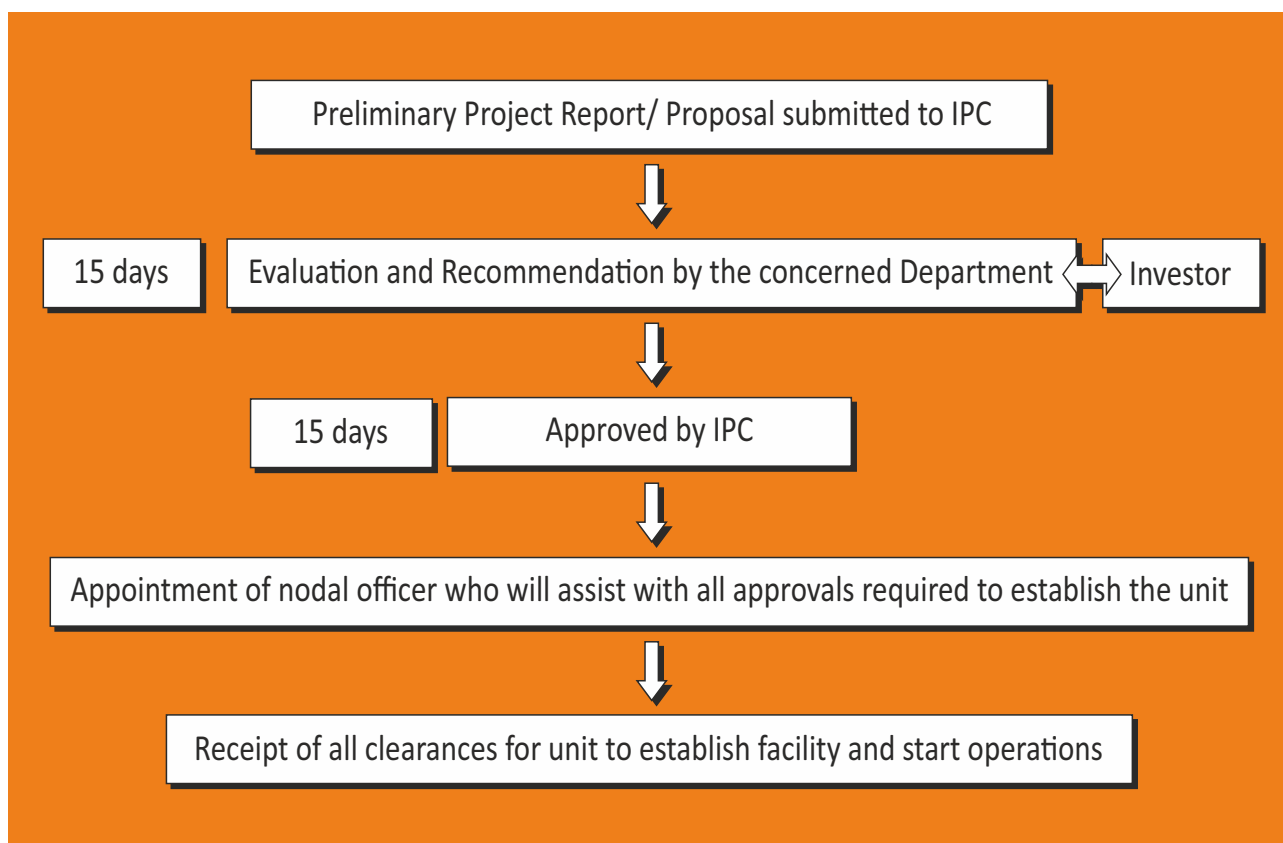 Preliminary Project Report/ Proposal submitted to IPC
15 days
Evaluation and Recommendation by the concerned Department
Investor
15 days
Approved by IPC
Appointment of nodal officer who will assist with all approvals required to establish the unit
Receipt of all clearances for unit to establish facility and start operations